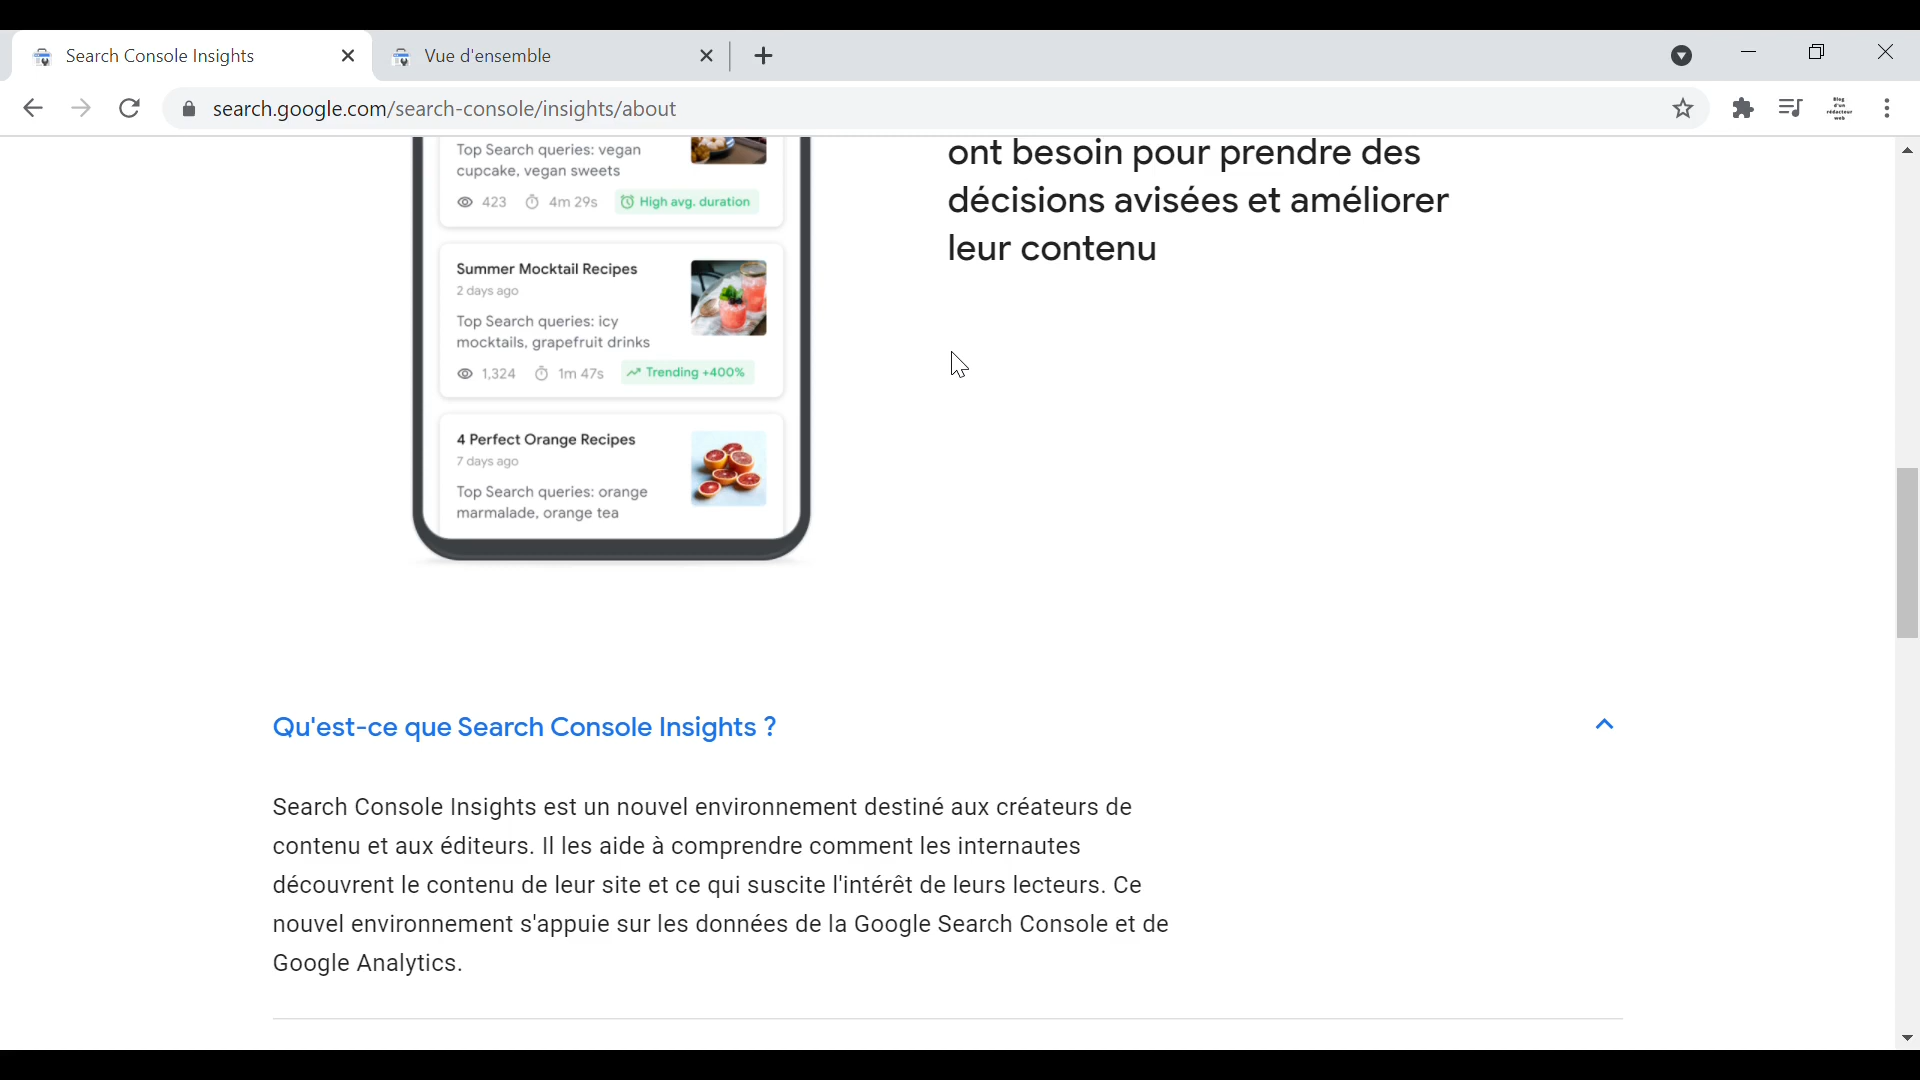 Search Console Insights
Vue d'ensemble
search.google.com/search-console/insights/about
Blog
d'un
rédacteur
web
Top Search queries: vegan
cupcake, vegan sweets
423 4m 29s High avg. duration
Summer Mocktail Recipes
2 days ago
Top Search queries: icy
mocktails, grapefruit drinks
1,324 1m 47s Trending +400%
4 Perfect Orange Recipes
7 days ago
Top Search queries: orange
marmalade, orange tea
ont besoin pour prendre des
décisions avisées et améliorer
leur contenu
Qu'est-ce que Search Console Insights ?
Search Console Insights est un nouvel environnement destiné aux créateurs de
contenu et aux éditeurs. Il les aide à comprendre comment les internautes
découvrent le contenu de leur site et ce qui suscite l'intérêt de leurs lecteurs. Ce
nouvel environnement s'appuie sur les données de la Google Search Console et de
Google Analytics.